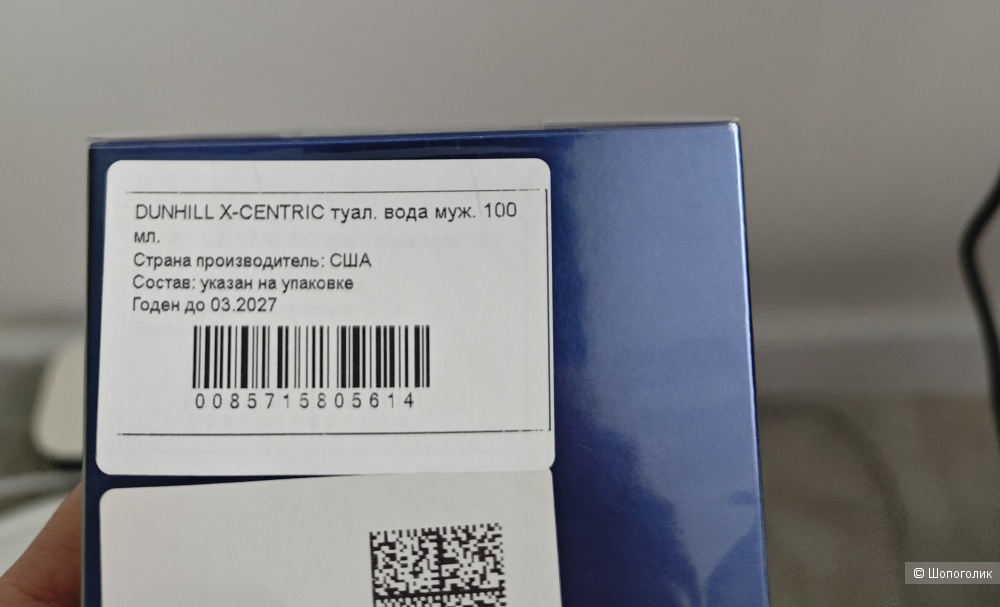 DUNHILL X-CENTRIC туал. вода муж. 100
мл.
Страна производитель: США
Состав: указан на упаковке
Годен до 03.2027
0085715805614
© Шопоголик